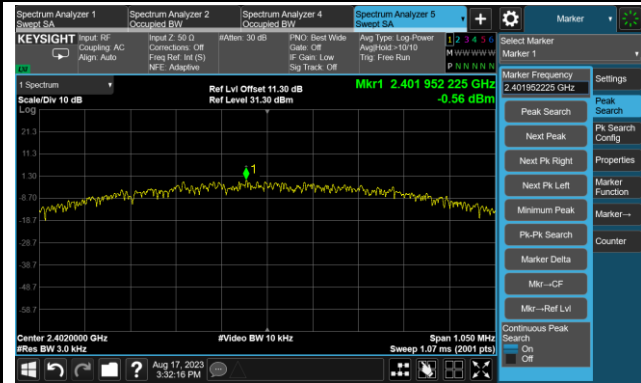 Spectrum Analyzer 1
Swept SA
Spectrum Analyzer 2
Occupied BW
Spectrum Analyzer 4
Occupied BW
Spectrum Analyzer 5
Swept SA
Marker
KEYSIGHT
Input: RF
Coupling: AC
Align: Auto
Input Z: 50 Ω
Corrections: Off
Freq Ref: Int (S)
NFE: Adaptive
#Atten: 30 dB
PNO: Best Wide
Gate: Off
IF Gain: Low
Sig Track: Off
Avg Type: Log-Power
Avg|Hold:>10/10
Trig: Free Run
1 2 3 4 5 6
M W W W W W
P N N N N N
Select Marker
Marker 1
1 Spectrum
Scale/Div 10 dB
Log
Ref Lvl Offset 11.30 dB
Ref Level 31.30 dBm
Mkr1 2.401 952 225 GHz
-0.56 dBm
21.3
11.3
1.30
-8.70
-18.7
-28.7
-38.7
-48.7
-58.7
1
Center 2.4020000 GHz
#Res BW 3.0 kHz
#Video BW 10 kHz
Span 1.050 MHz
Sweep 1.07 ms (2001 pts)
Marker Frequency
2.401952225 GHz
Peak Search
Next Peak
Next Pk Right
Next Pk Left
Minimum Peak
Pk-Pk Search
Marker Delta
Mkr→CF
Mkr→Ref Lvl
Continuous Peak
Search
On
Off
Settings
Peak
Search
Pk Search
Config
Properties
Marker
Function
Marker→
Counter
?
Aug 17, 2023
3:32:16 PM